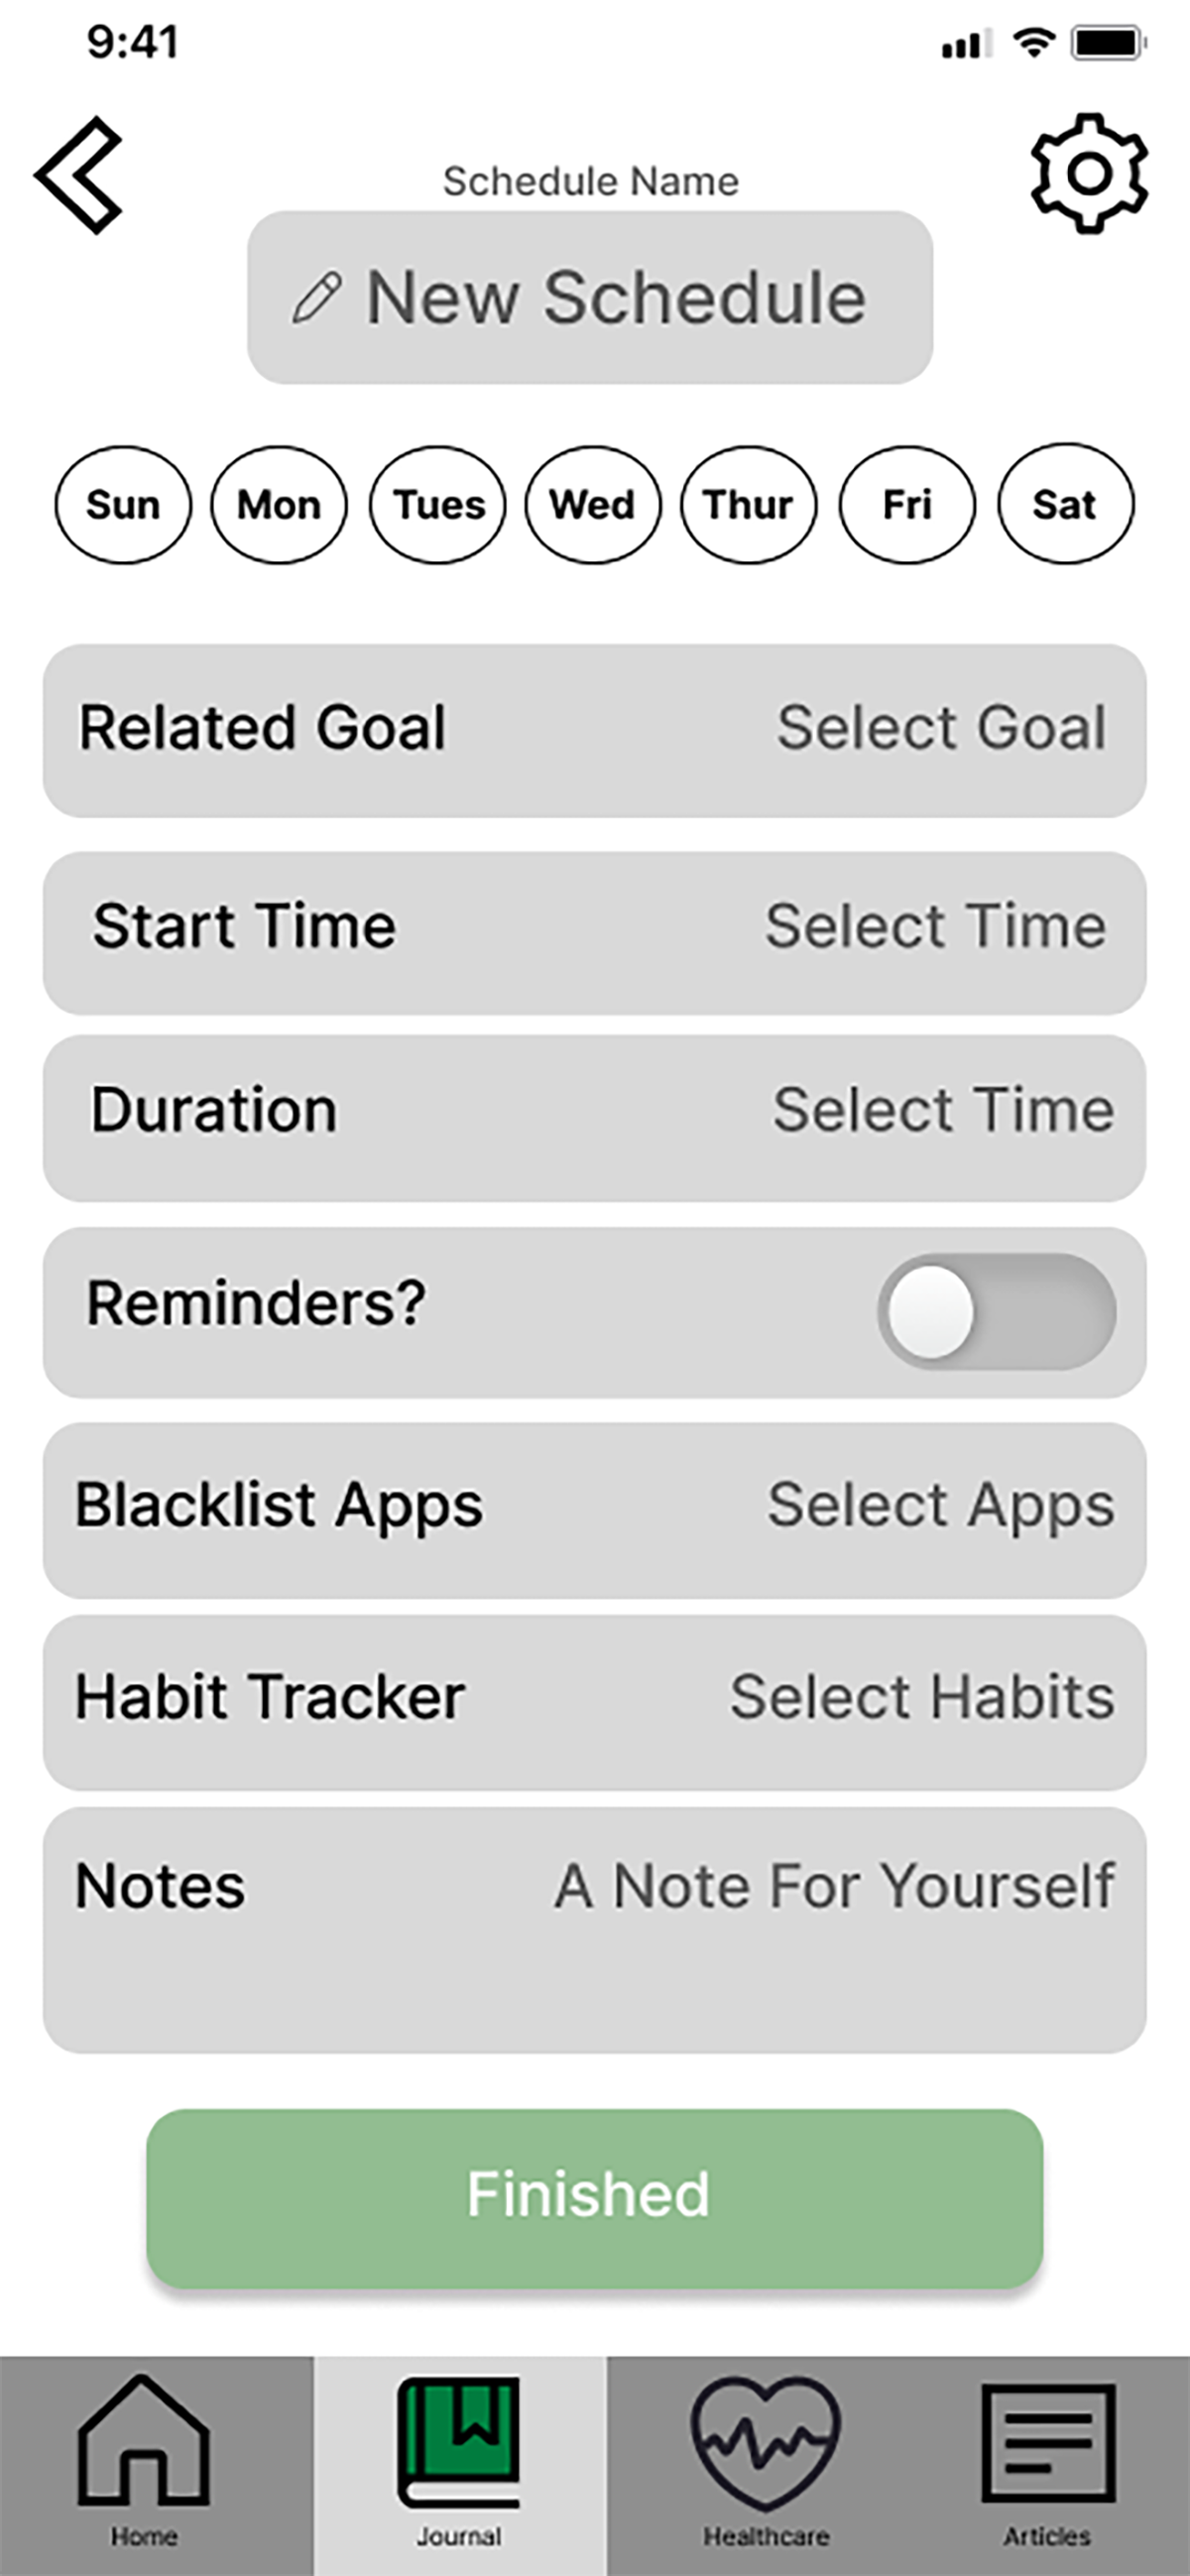 9:41
Schedule Name
New Schedule
Sun Mon Tues Wed Thur Fri Sat
Related Goal Select Goal
Start Time Select Time
Duration Select Time
Reminders?
Blacklist Apps Select Apps
Habit Tracker Select Habits
Notes A Note For Yourself
Finished
Home Journal Healthcare Articles